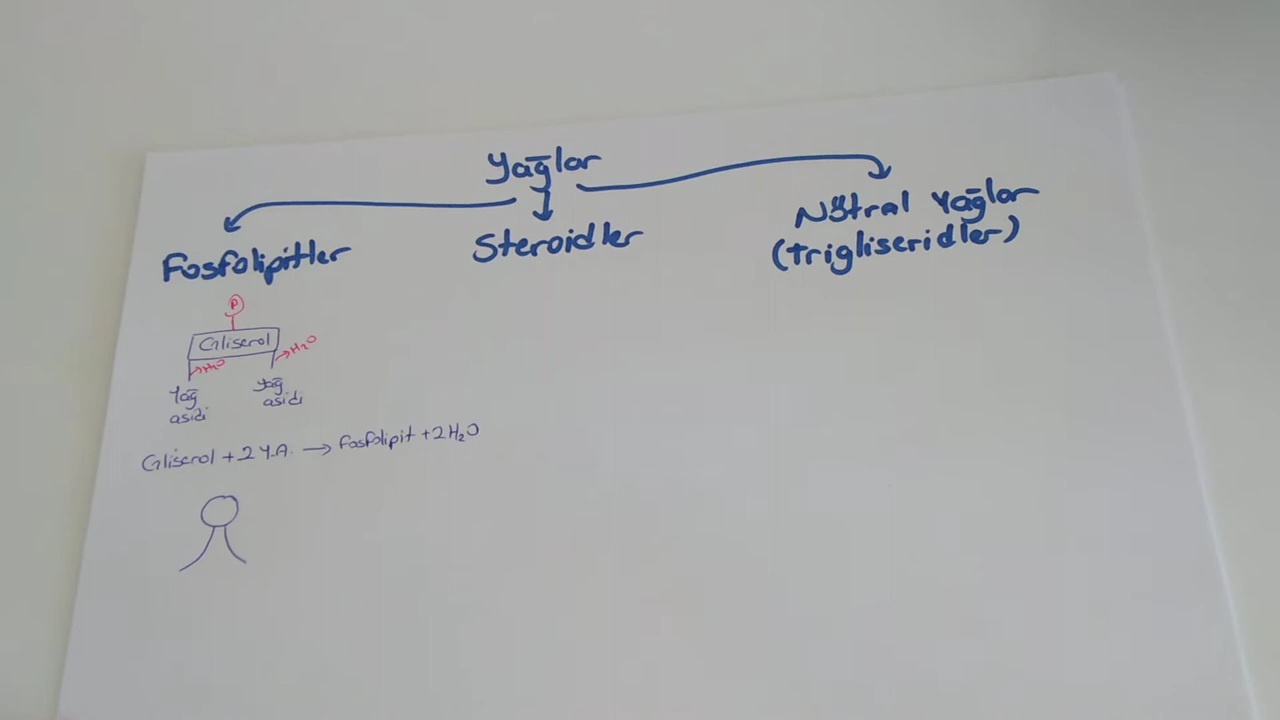 Yağlar
Fosfolipitler
Steroidler
Nötral Yağlar
(trigliseridler)
P
Gliserol
H₂O
H₂O
Yağ
asidi
Yağ
asidi
Gliserol + 2 Y.A. → Fosfolipit + 2H₂O